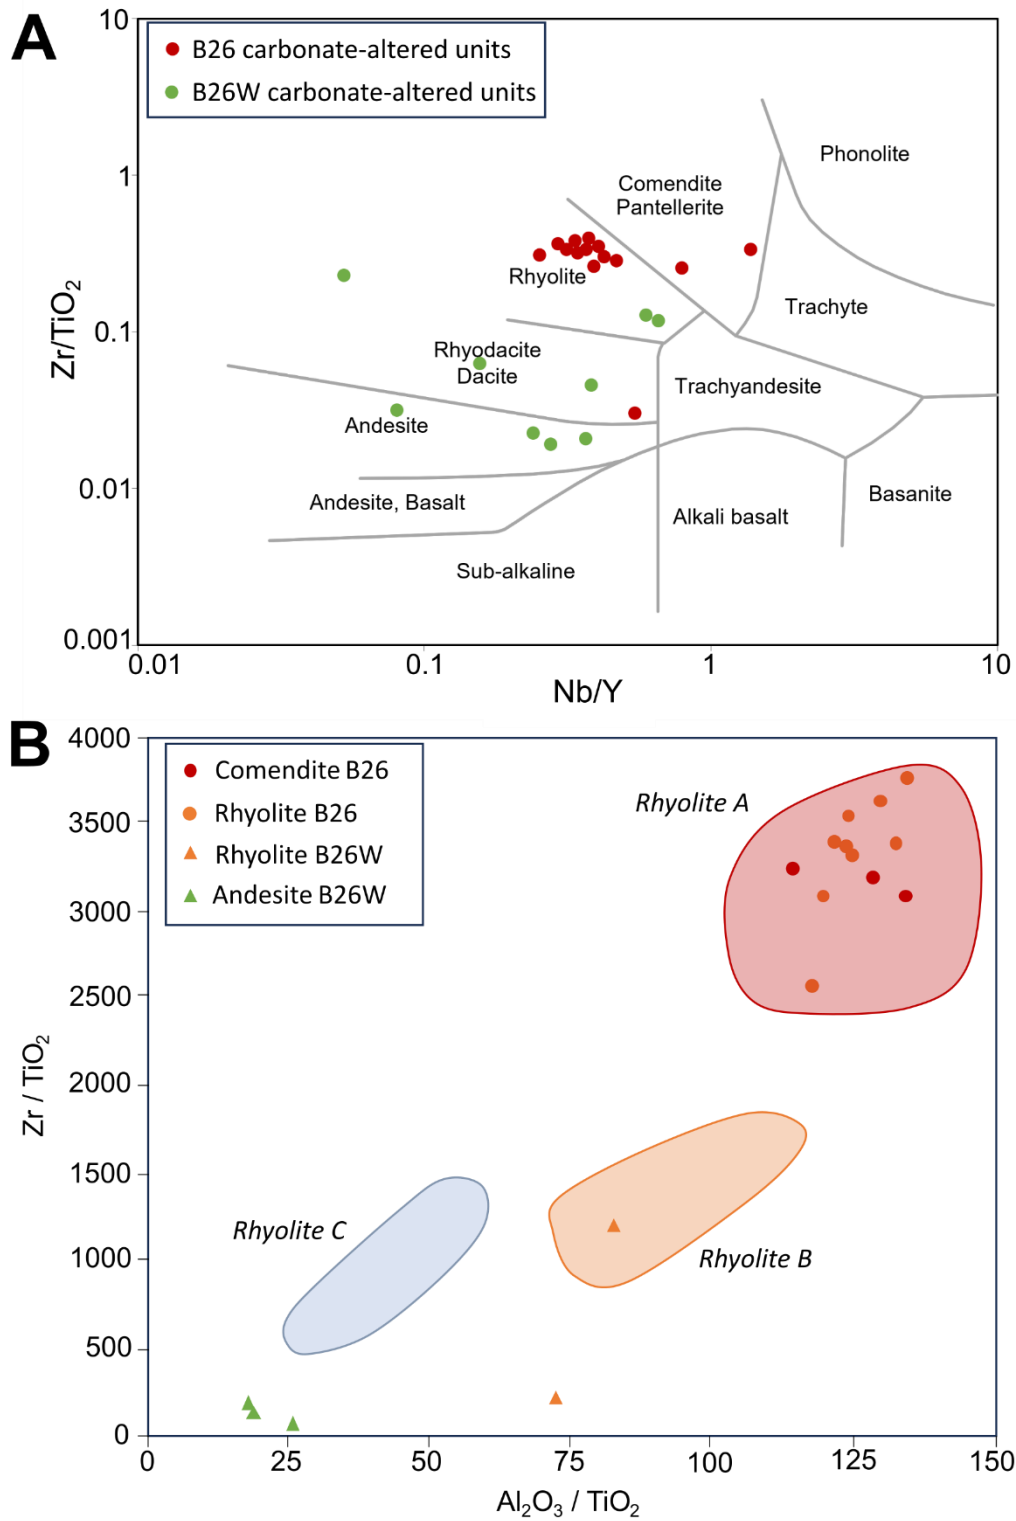 A
10
B26 carbonate-altered units
B26W carbonate-altered units
Phonolite
Comendite
Pantellerite
1
Rhyolite
Trachyte
0.1
Rhyodacite
Dacite
Trachyandesite
Andesite
0.01
Andesite, Basalt
Basanite
Alkali basalt
Sub-alkaline
0.001
Zr/TiO2
0.01 0.1 1 10
Nb/Y
B
4000
Comendite B26
Rhyolite B26
Rhyolite B26W
Andesite B26W
Rhyolite A
3500
3000
2500
2000
1500
Rhyolite C
Rhyolite B
1000
500
0
Zr / TiO2
0 25 50 75 100 125 150
Al2O3 / TiO2